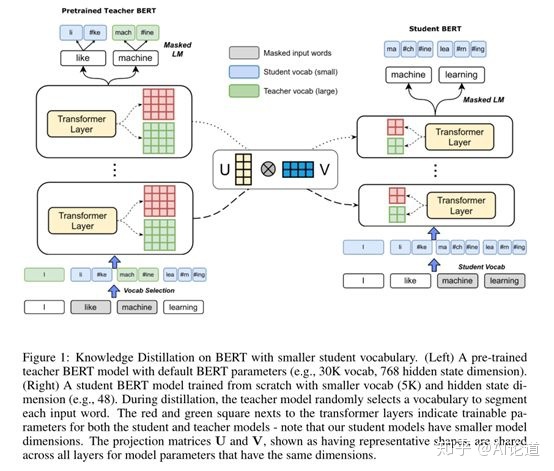 Pretrained Teacher BERT
li #ke mach #ine
like machine
Masked LM
Transformer Layer
Transformer Layer
I li #ke mach #ine lea #rn #ing
Vocab Selection
I like machine learning
Masked input words
Student vocab (small)
Teacher vocab (large)
U ⊗ V
Student BERT
ma #ch #ine lea #rn #ing
machine learning
Masked LM
Transformer Layer
Transformer Layer
I li #ke ma #ch #ine lea #rn #ing
Student Vocab
I like machine learning
Figure 1: Knowledge Distillation on BERT with smaller student vocabulary. (Left) A pre-trained
teacher BERT model with default BERT parameters (e.g., 30K vocab, 768 hidden state dimension).
(Right) A student BERT model trained from scratch with smaller vocab (5K) and hidden state di-
mension (e.g., 48). During distillation, the teacher model randomly selects a vocabulary to segment
each input word. The red and green square nexts to the transformer layers indicate trainable pa-
rameters for both the student and teacher models - note that our student models have smaller model
dimensions. The projection matrices U and V, shown as having representative shapes, are shared
across all layers for model parameters that have the same dimensions.
知乎 @AI论道